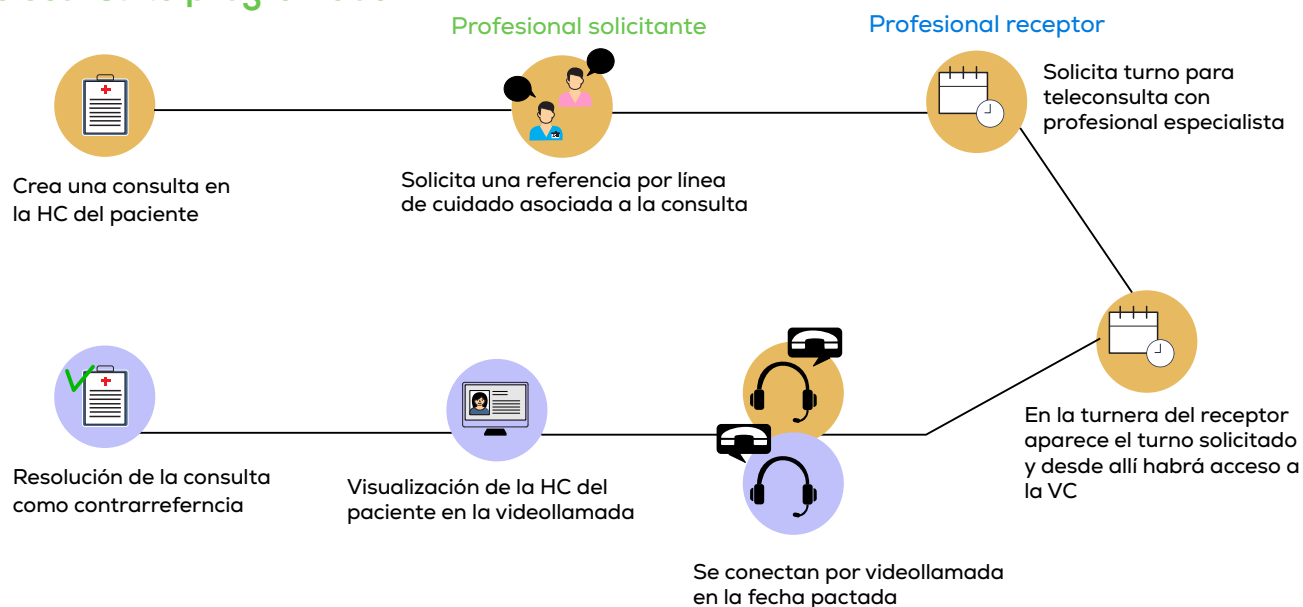 Profesional solicitante
Profesional receptor
Solicita turno para
teleconsulta con
profesional especialista
Crea una consulta en
la HC del paciente
Solicita una referencia por línea
de cuidado asociada a la consulta
En la turnera del receptor
aparece el turno solicitado
y desde allí habrá acceso a
la VC
Resolución de la consulta
como contrarreferncia
Visualización de la HC del
paciente en la videollamada
Se conectan por videollamada
en la fecha pactada